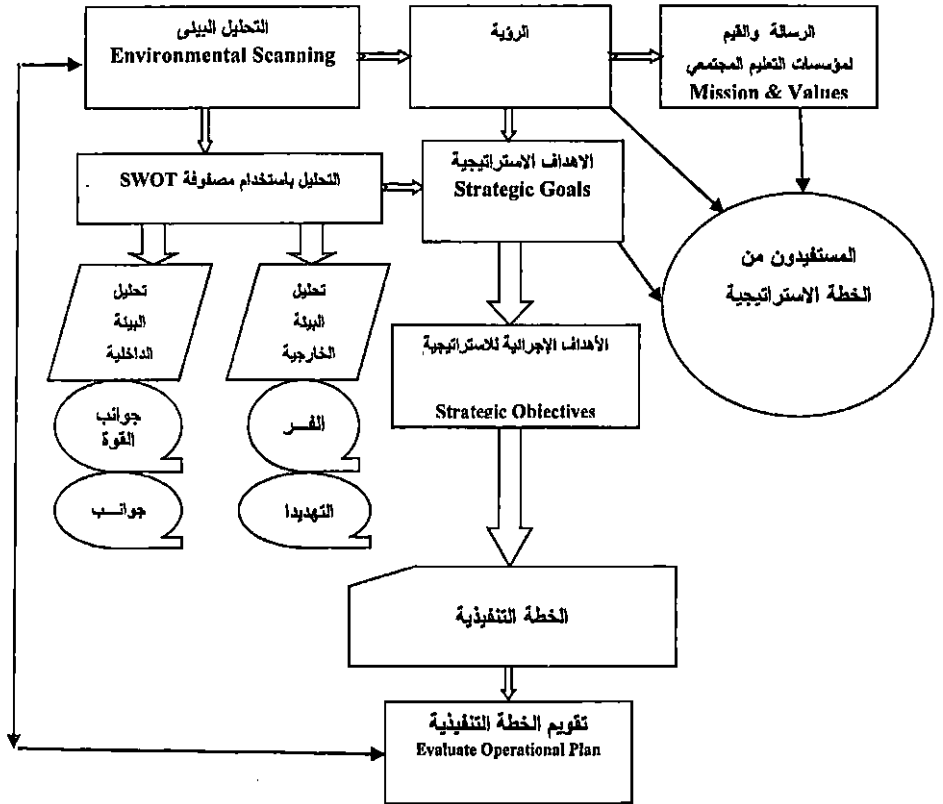 التحليل البيئى
Environmental Scanning
الرؤية
الرسالة والقيم
لمؤسسات التعليم المجتمعي
Mission & Values
التحليل باستخدام مصفوفة SWOT
الاهداف الاستراتيجية
Strategic Goals
المستفيدون من
الخطة الاستراتيجية
تحليل
البيئة
الداخلية
تحليل
البيئة
الخارجية
الأهداف الإجرائية للاستراتيجية
Strategic Objectives
جوانب
القوة
الفـــر
جوانـــب
التهديدا
الخطة التنفيذية
تقويم الخطة التنفيذية
Evaluate Operational Plan